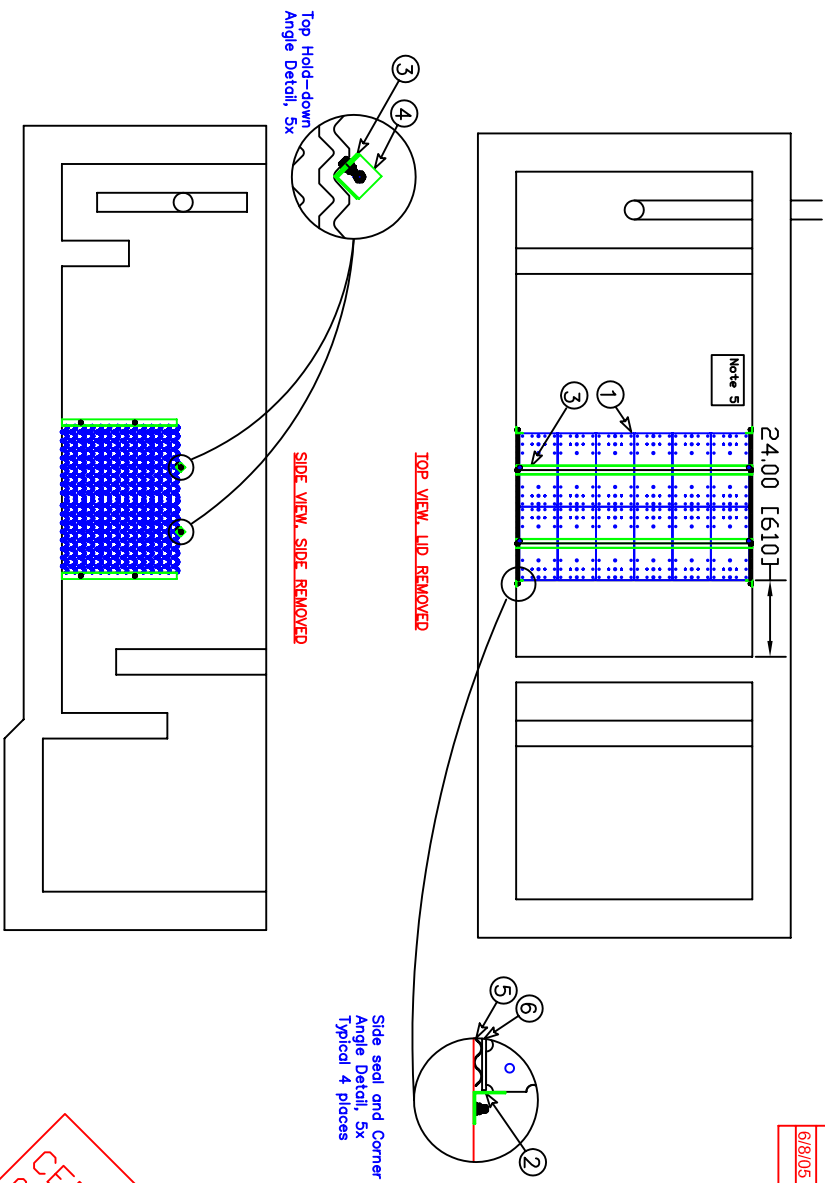 6/8/05
24.00 [610]
Note 5
1
3
TOP VIEW, LID REMOVED
3
4
Top Hold-down
Angle Detail, 5x
SIDE VIEW, SIDE REMOVED
5
6
2
Side seal and Corner
Angle Detail, 5x
Typical 4 places